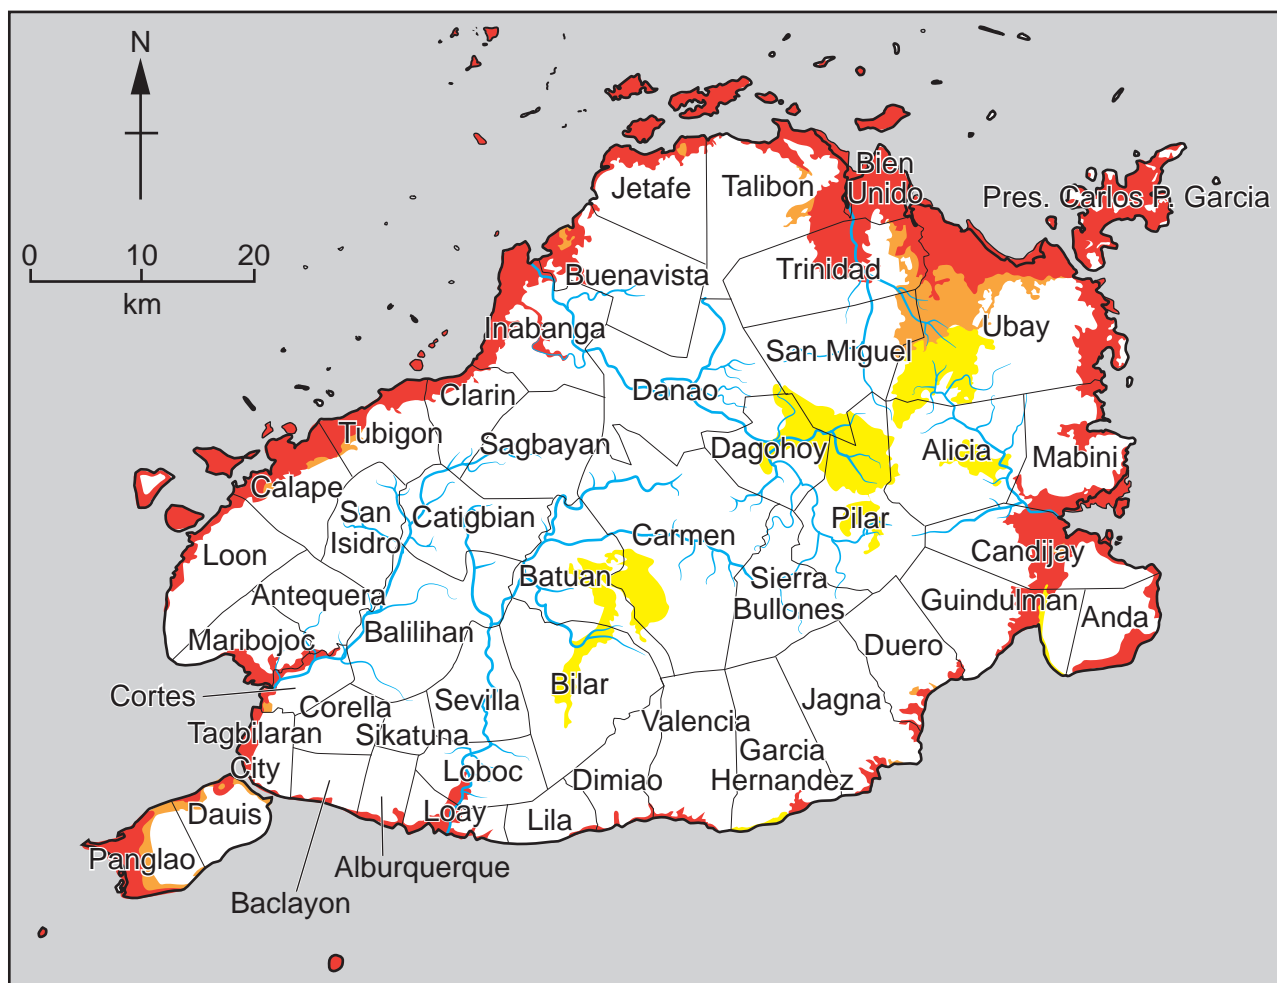 N
0 10 20
km
Bien
Unido
Jetafe
Talibon
Pres. Carlos P. Garcia
Buenavista
Trinidad
Inabanga
Ubay
San Miguel
Danao
Clarin
Tubigon
Sagbayan
Dagohoy
Alicia
Mabini
Calape
San
Isidro
Catigbian
Pilar
Carmen
Loon
Candijay
Batuan
Sierra
Bullones
Antequera
Guindulman
Anda
Maribojoc
Balilihan
Duero
Cortes
Bilar
Corella
Sevilla
Jagna
Valencia
Tagbilaran
City
Sikatuna
Garcia
Hernandez
Loboc
Dimiao
Dauis
Loay
Lila
Panglao
Alburquerque
Baclayon